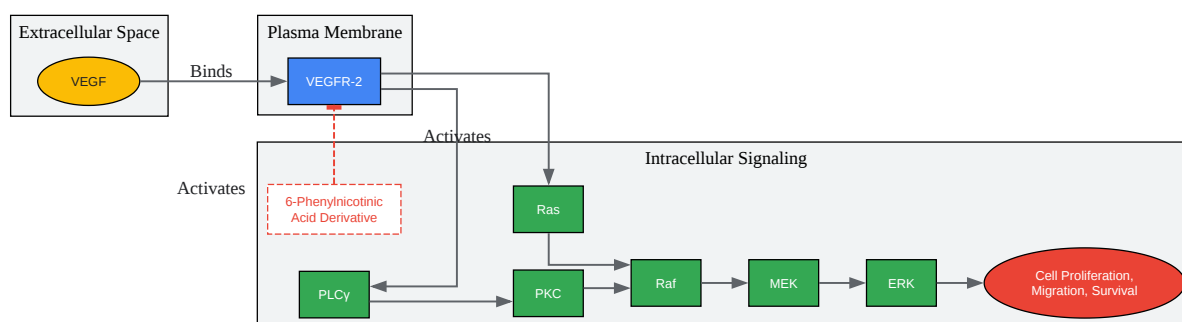 Extracellular Space
Plasma Membrane
VEGF
Binds
VEGFR-2
Activates
Intracellular Signaling
Activates
6-Phenylnicotinic
Acid Derivative
Ras
PLCγ
PKC
Raf
MEK
ERK
Cell Proliferation,
Migration, Survival